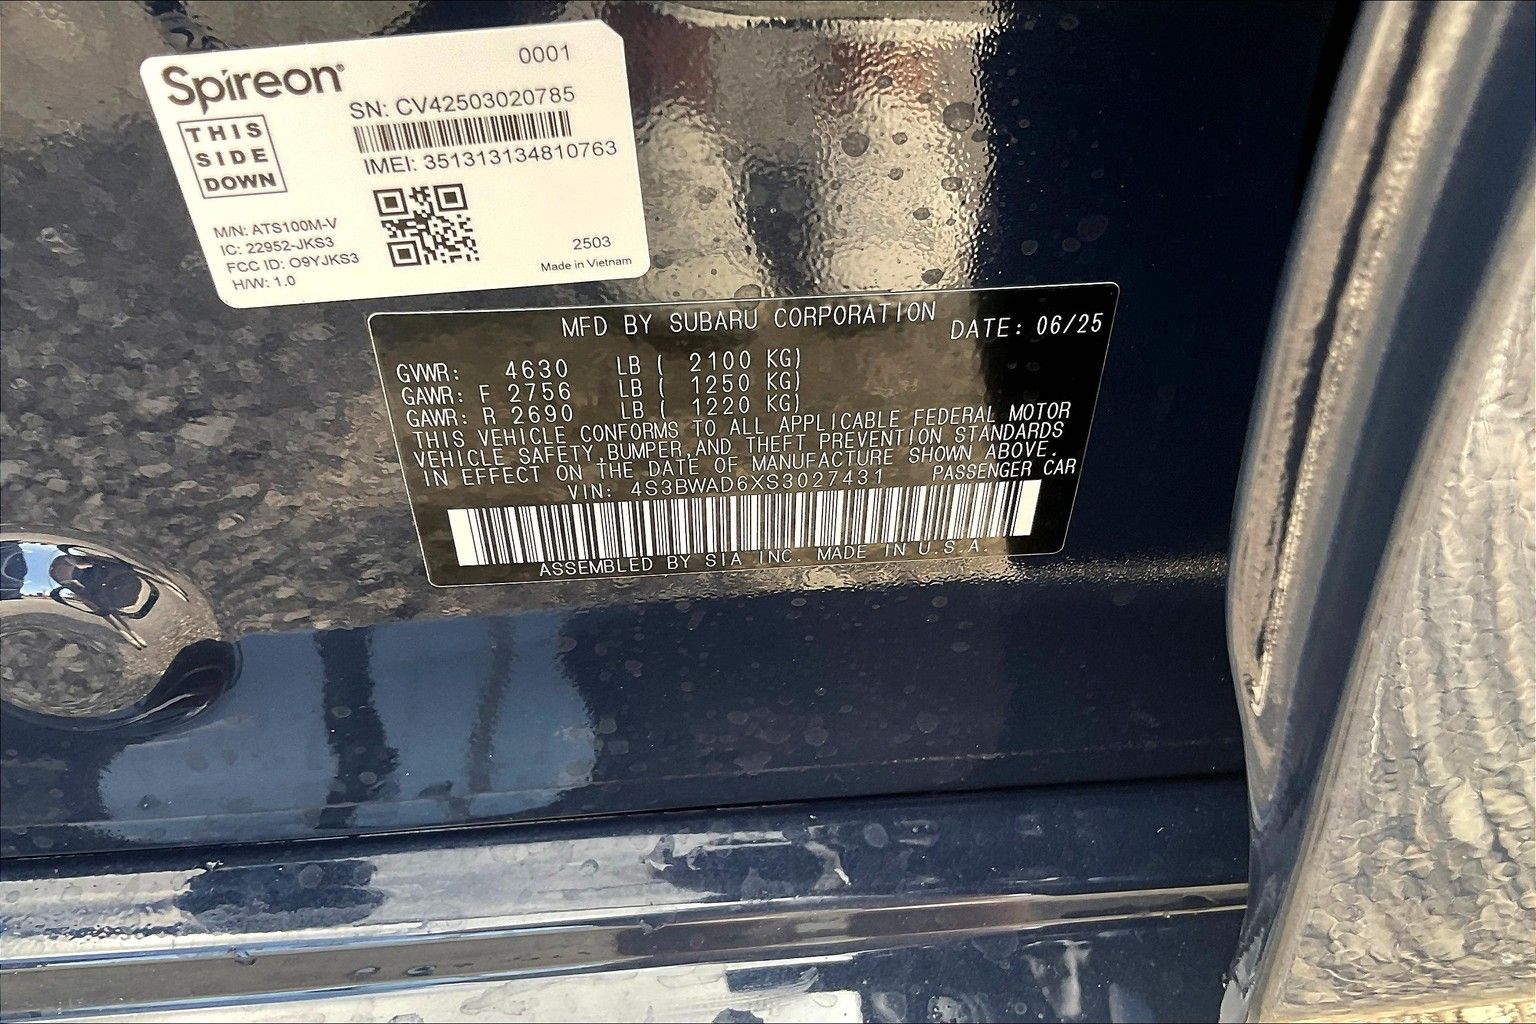 Spireon®
0001
SN: CV42503020785
IMEI: 351313134810763
THIS
SIDE
DOWN
M/N: ATS100M-V
IC: 22952-JKS3
FCC ID: O9YJKS3
H/W: 1.0
2503
Made in Vietnam
MFD BY SUBARU CORPORATION DATE: 06/25
GVWR: 4630 LB ( 2100 KG)
GAWR: F 2756 LB ( 1250 KG)
GAWR: R 2690 LB ( 1220 KG)
THIS VEHICLE CONFORMS TO ALL APPLICABLE FEDERAL MOTOR
VEHICLE SAFETY,BUMPER,AND THEFT PREVENTION STANDARDS
IN EFFECT ON THE DATE OF MANUFACTURE SHOWN ABOVE.
VIN: 4S3BWAD6XS3027431 PASSENGER CAR
ASSEMBLED BY SIA INC. MADE IN U.S.A.